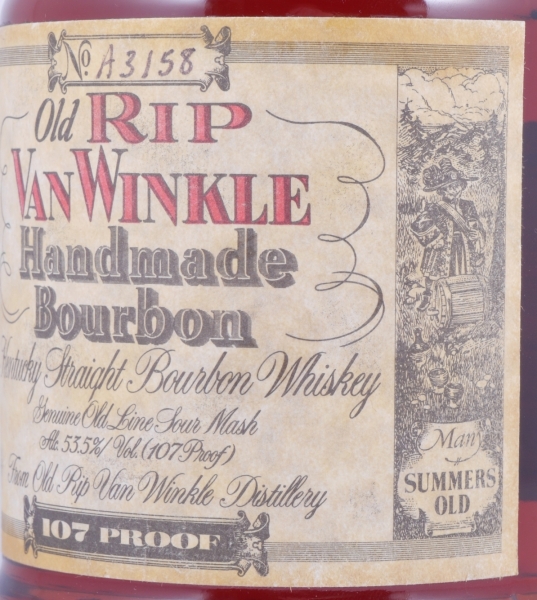 No. A3158
Old RIP
VAN WINKLE
Handmade
Bourbon
Kentucky Straight Bourbon Whiskey
Genuine Old Line Sour Mash
Alc. 53.5% / Vol. (107 Proof)
From Old Rip Van Winkle Distillery
107 PROOF
Many
SUMMERS
OLD